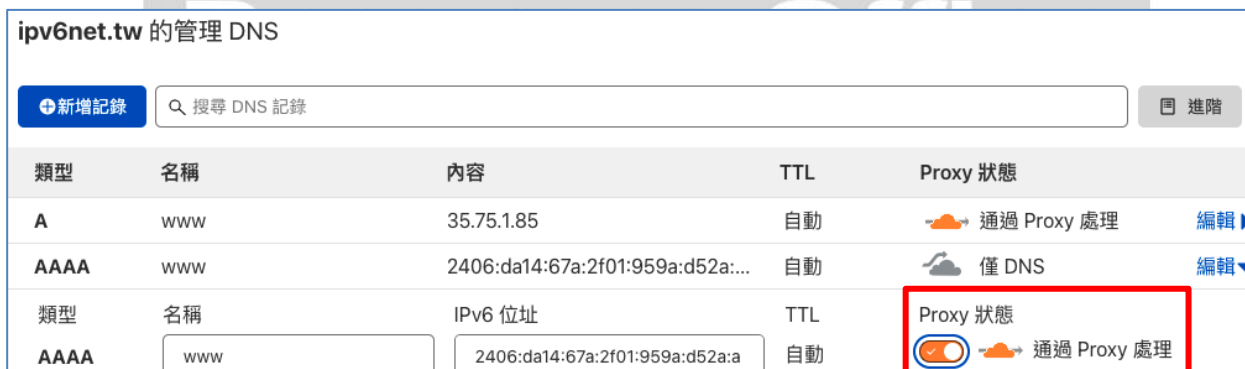 ipv6net.tw 的管理 DNS
新增記錄 搜尋 DNS 記錄 進階
類型 名稱 內容 TTL Proxy 狀態
A www 35.75.1.85 自動 通過 Proxy 處理 編輯
AAAA www 2406:da14:67a:2f01:959a:d52a:... 自動 僅 DNS 編輯
類型 名稱 IPv6 位址 TTL Proxy 狀態
AAAA www 2406:da14:67a:2f01:959a:d52a:a 自動 通過 Proxy 處理